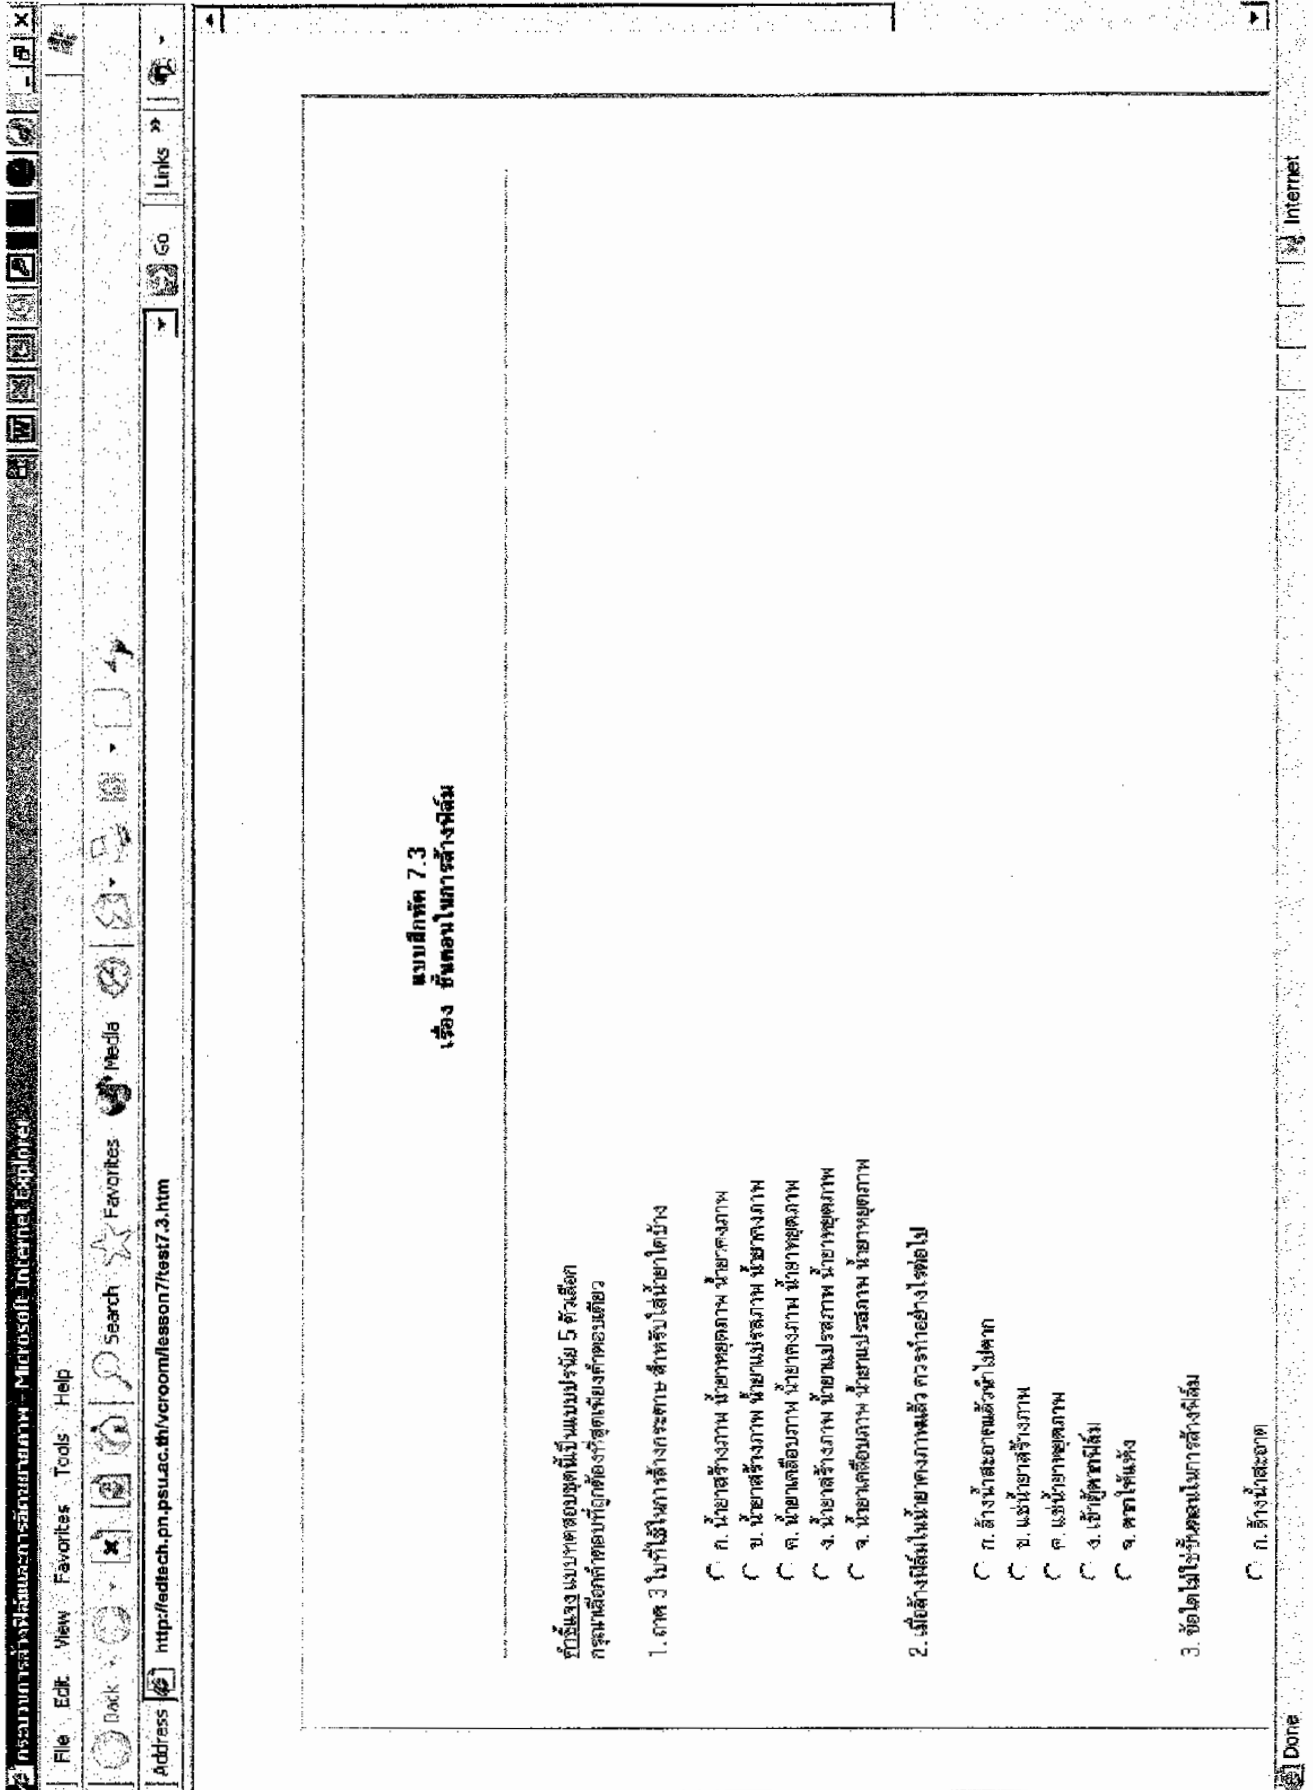 กระบวนการล้างฟิล์มและการอัดขยายภาพ - Microsoft Internet Explorer
File Edit View Favorites Tools Help
Back Search Favorites Media
Address http://edtech.pn.psu.ac.th/vcroom/lesson7/test7.3.htm Go Links »
แบบฝึกหัด 7.3
เรื่อง ขั้นตอนในการล้างฟิล์ม
คำชี้แจง แบบทดสอบชุดนี้เป็นแบบปรนัย 5 ตัวเลือก
กรุณาเลือกคำตอบที่ถูกต้องที่สุดเพียงคำตอบเดียว
1. ถาด 3 ใบที่ใช้ในการล้างกระดาษ สำหรับใส่น้ำยาใดบ้าง
ก. น้ำยาสร้างภาพ น้ำยาหยุดภาพ น้ำยาคงภาพ
ข. น้ำยาสร้างภาพ น้ำยาแปรสภาพ น้ำยาคงภาพ
ค. น้ำยาเคลือบภาพ น้ำยาคงภาพ น้ำยาหยุดภาพ
ง. น้ำยาสร้างภาพ น้ำยาแปรสภาพ น้ำยาหยุดภาพ
จ. น้ำยาเคลือบภาพ น้ำยาแปรสภาพ น้ำยาหยุดภาพ
2. เมื่อล้างฟิล์มในน้ำยาคงภาพแล้ว ควรทำอย่างไรต่อไป
ก. ล้างน้ำสะอาดแล้วนำไปตาก
ข. แช่น้ำยาสร้างภาพ
ค. แช่น้ำยาหยุดภาพ
ง. เข้าตู้ตากฟิล์ม
จ. ตากให้แห้ง
3. ข้อใดไม่ใช่ขั้นตอนในการล้างฟิล์ม
ก. ล้างน้ำสะอาด
Done Internet